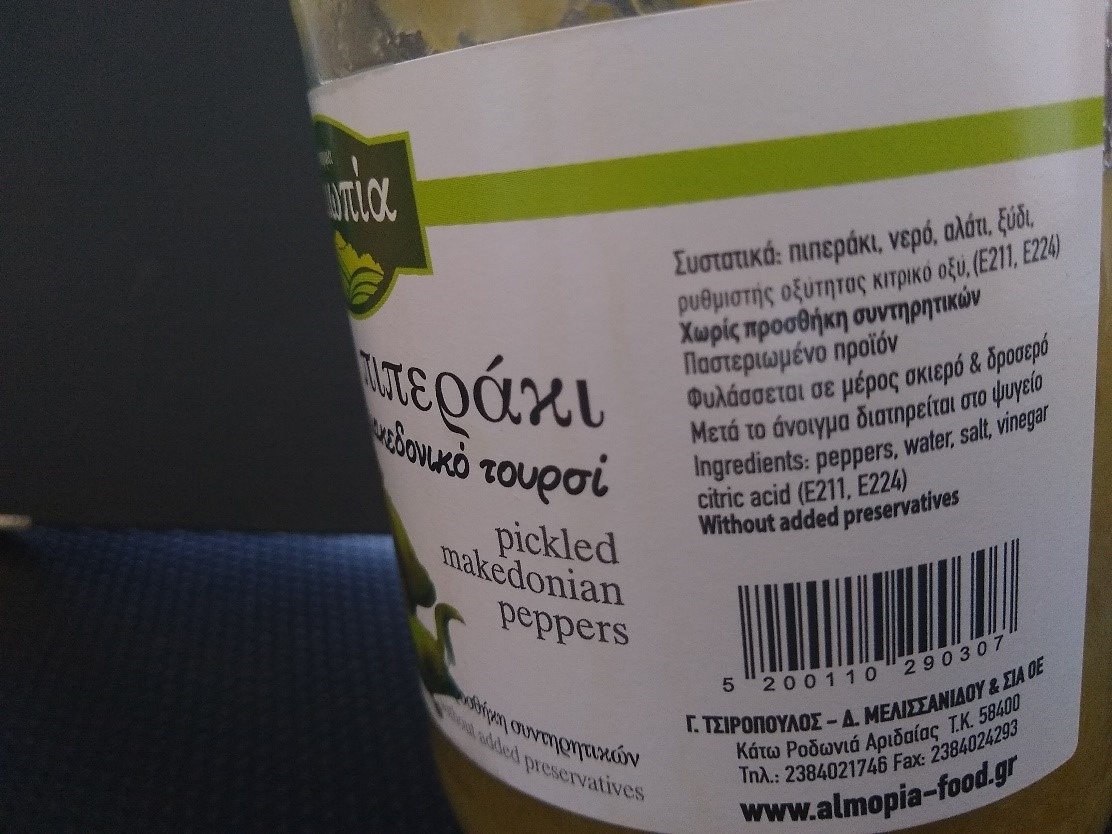 πιπεράκι
τουρσί
pickled
makedonian
peppers
συντηρητικών
without added preservatives
Συστατικά: πιπεράκι, νερό, αλάτι, ξύδι,
ρυθμιστής οξύτητας κιτρικό οξύ, (Ε211, Ε224)
Χωρίς προσθήκη συντηρητικών
Παστεριωμένο προϊόν
Φυλάσσεται σε μέρος σκιερό & δροσερό
Μετά το άνοιγμα διατηρείται στο ψυγείο
Ingredients: peppers, water, salt, vinegar
citric acid (E211, E224)
Without added preservatives
5 200110 290307
Γ. ΤΣΙΡΟΠΟΥΛΟΣ – Δ. ΜΕΛΙΣΣΑΝΙΔΟΥ & ΣΙΑ ΟΕ
Κάτω Ροδωνιά Αριδαίας Τ.Κ. 58400
Τηλ.: 2384021746 Fax: 2384024293
www.almopia-food.gr